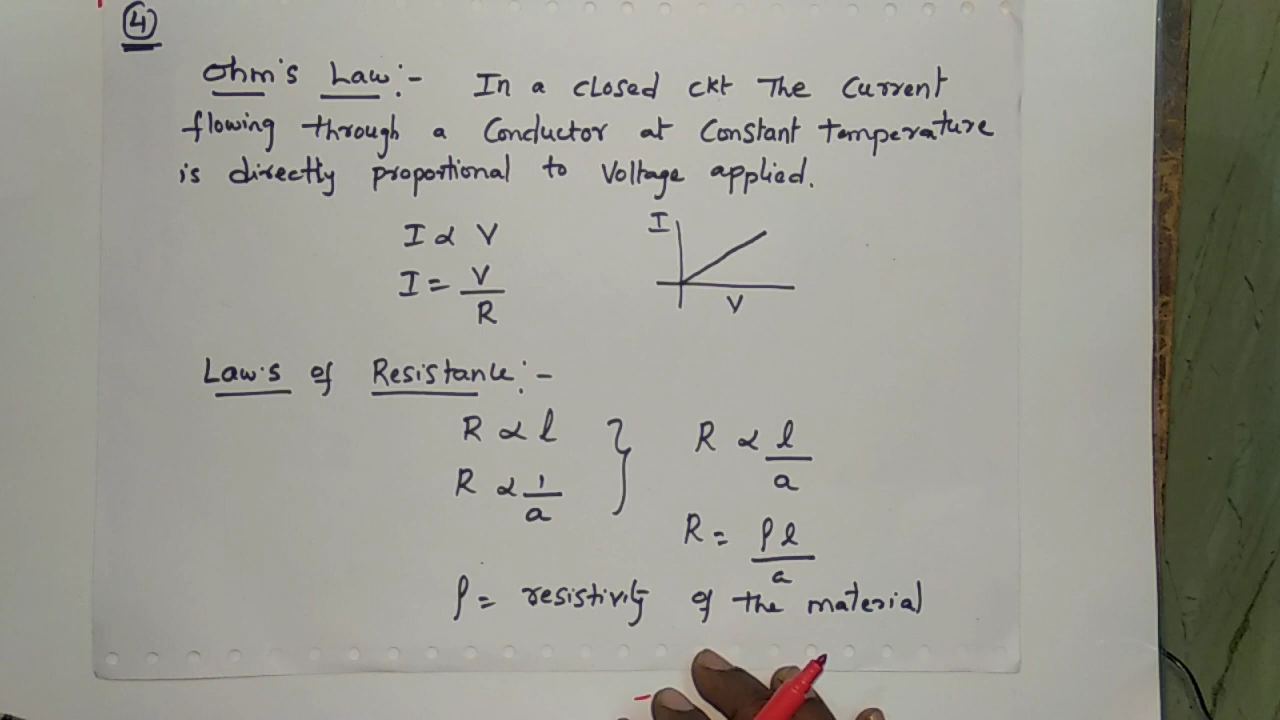 4
Ohm's Law:- In a closed ckt The Current
flowing through a Conductor at Constant temperature
is directly proportional to Voltage applied.
I ∝ V
I = V/R
I
V
Law's of Resistance:-
R ∝ l
R ∝ 1/a
R ∝ l/a
R = ρl/a
ρ = resistivity of the material